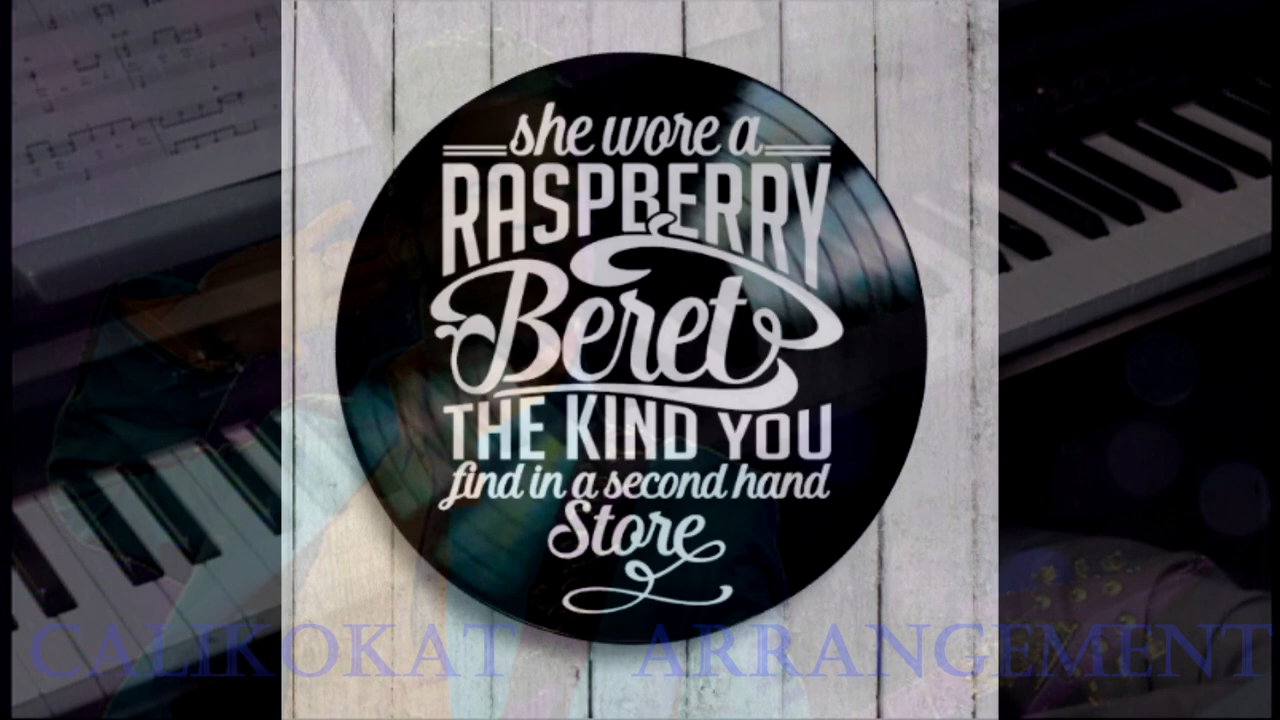 she wore a
RASPBERRY
Beret
THE KIND YOU
find in a second hand
Store
CALIKOKAT ARRANGEMENT